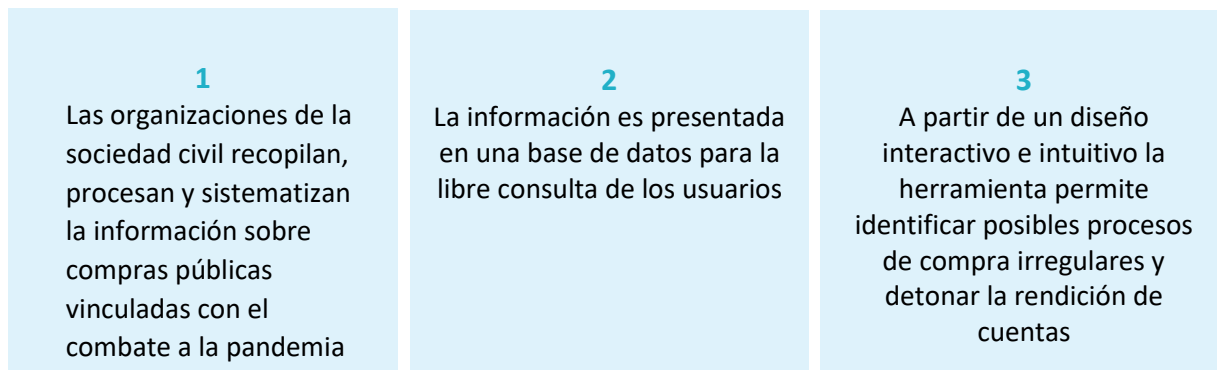 1
Las organizaciones de la
sociedad civil recopilan,
procesan y sistematizan
la información sobre
compras públicas
vinculadas con el
combate a la pandemia
2
La información es presentada
en una base de datos para la
libre consulta de los usuarios
3
A partir de un diseño
interactivo e intuitivo la
herramienta permite
identificar posibles procesos
de compra irregulares y
detonar la rendición de
cuentas